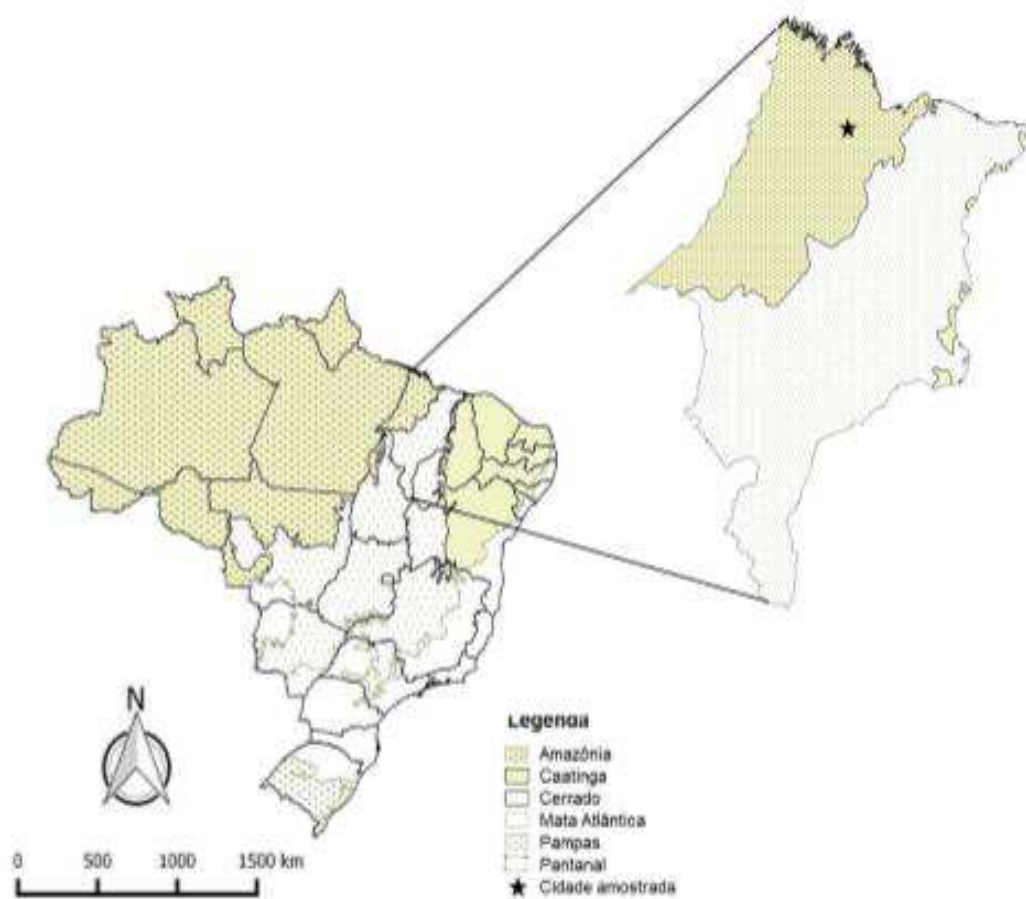 N
0 500 1000 1500 km
Legenda
Amazônia
Caatinga
Cerrado
Mata Atlântica
Pampas
Pantanal
Cidade amostrada